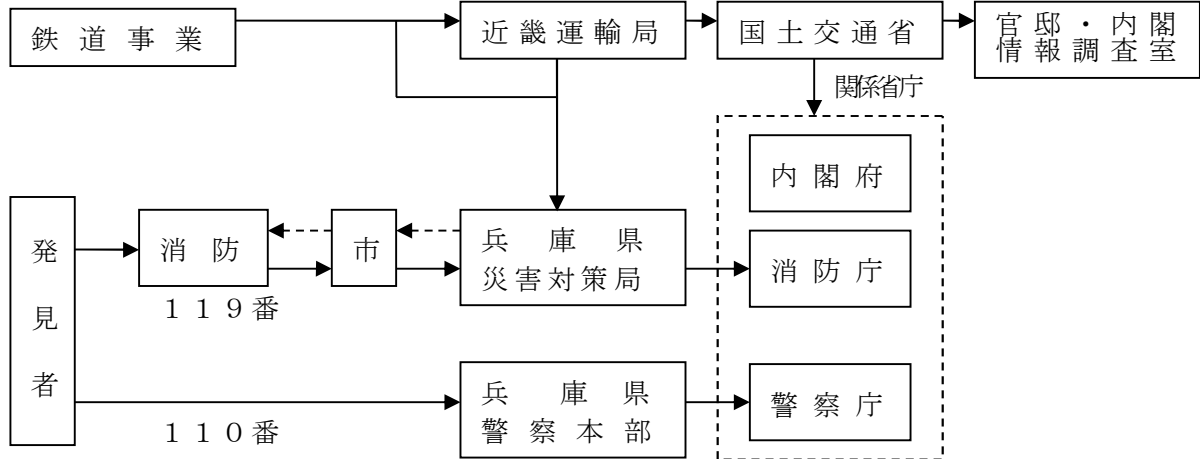 鉄道事業
近畿運輸局
国土交通省
官邸・内閣
情報調査室
関係省庁
内閣府
発見者
消防
市
兵庫県
災害対策局
消防庁
119番
兵庫県
警察本部
警察庁
110番